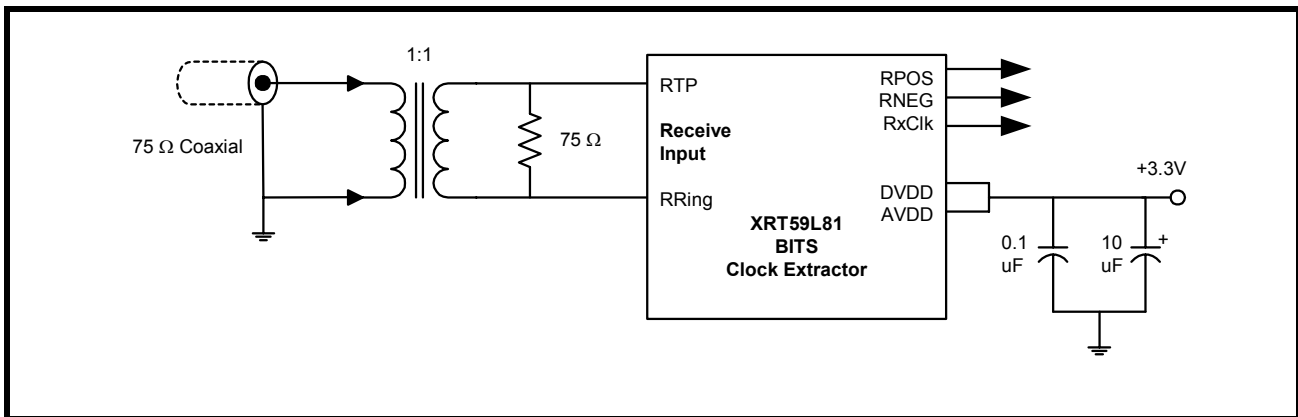 1:1
75 Ω Coaxial
75 Ω
RTP
Receive
Input
RRing
XRT59L81
BITS
Clock Extractor
RPOS
RNEG
RxClk
DVDD
AVDD
+3.3V
0.1
uF
10
uF
+